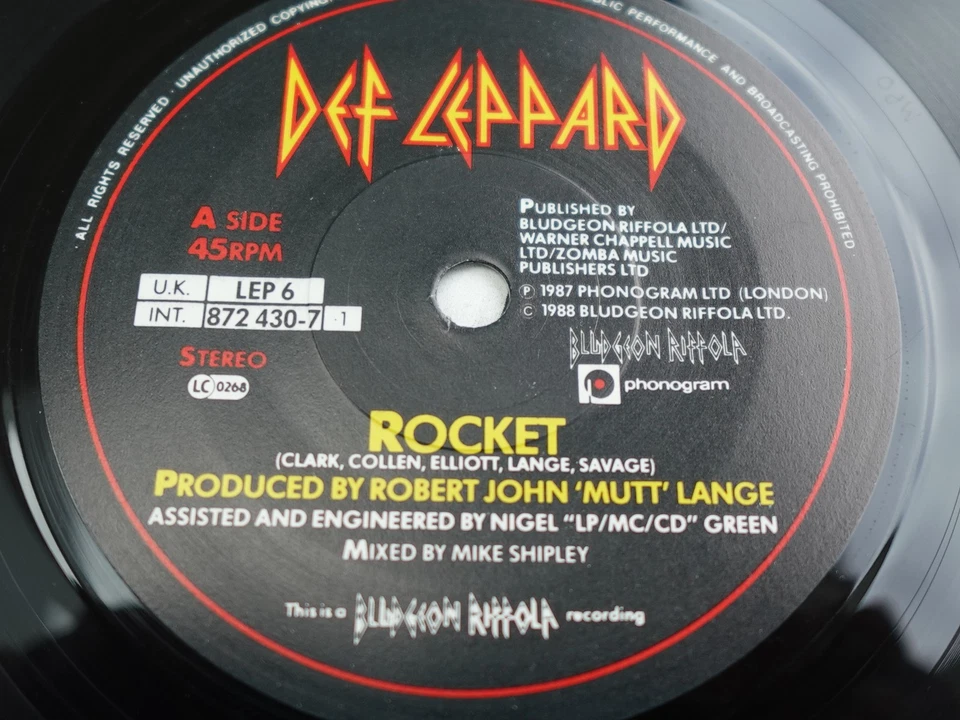 ALL RIGHTS RESERVED · UNAUTHORIZED COPYING
PUBLIC PERFORMANCE AND BROADCASTING PROHIBITED
DEF LEPPARD
A SIDE
45RPM
U.K. LEP 6
INT. 872 430-7 ·1
STEREO
LC 0268
PUBLISHED BY
BLUDGEON RIFFOLA LTD/
WARNER CHAPPELL MUSIC
LTD/ZOMBA MUSIC
PUBLISHERS LTD
Ⓟ 1987 PHONOGRAM LTD (LONDON)
© 1988 BLUDGEON RIFFOLA LTD.
BLUDGEON RIFFOLA
phonogram
ROCKET
(CLARK, COLLEN, ELLIOTT, LANGE, SAVAGE)
PRODUCED BY ROBERT JOHN 'MUTT' LANGE
ASSISTED AND ENGINEERED BY NIGEL "LP/MC/CD" GREEN
MIXED BY MIKE SHIPLEY
This is a BLUDGEON RIFFOLA recording